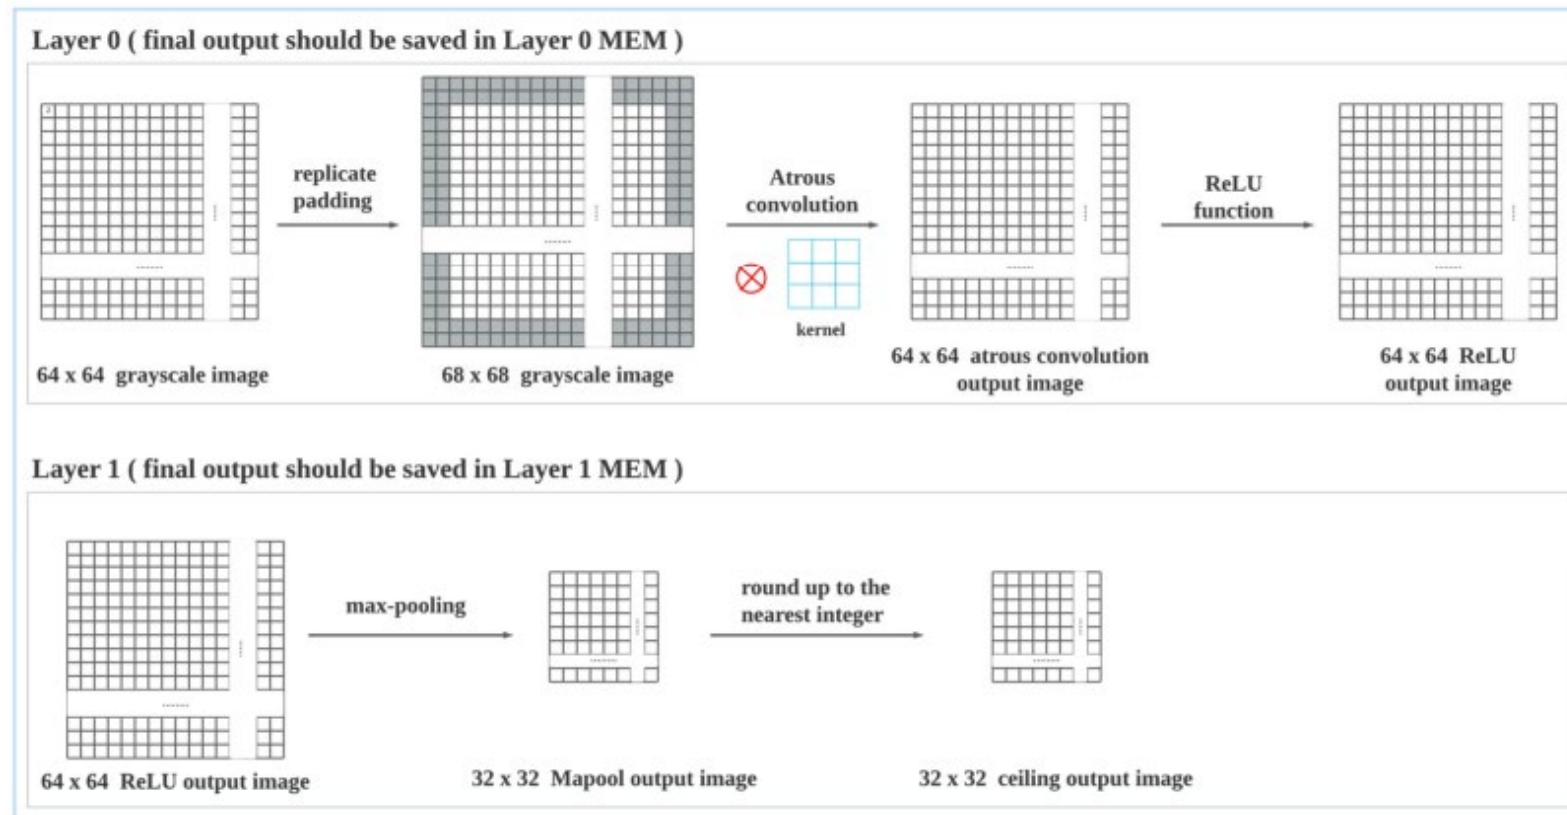 Layer 0 ( final output should be saved in Layer 0 MEM )
replicate
padding
Atrous
convolution
ReLU
function
kernel
64 x 64 grayscale image
68 x 68 grayscale image
64 x 64 atrous convolution
output image
64 x 64 ReLU
output image
Layer 1 ( final output should be saved in Layer 1 MEM )
max-pooling
round up to the
nearest integer
64 x 64 ReLU output image
32 x 32 Mapool output image
32 x 32 ceiling output image